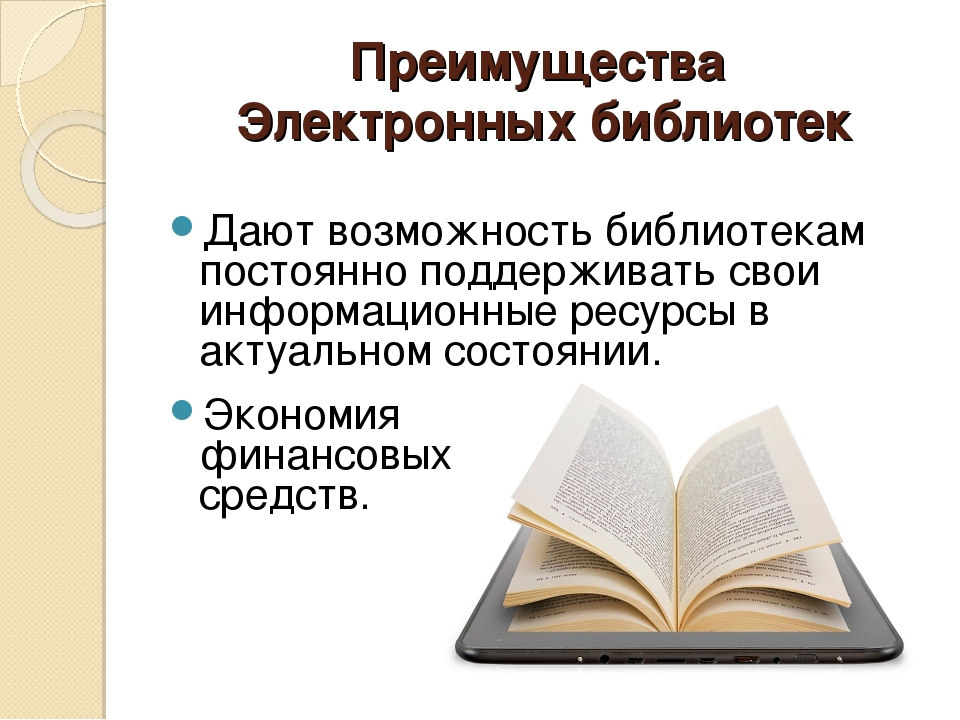 Преимущества
Электронных библиотек
Дают возможность библиотекам
постоянно поддерживать свои
информационные ресурсы в
актуальном состоянии.
Экономия
финансовых
средств.